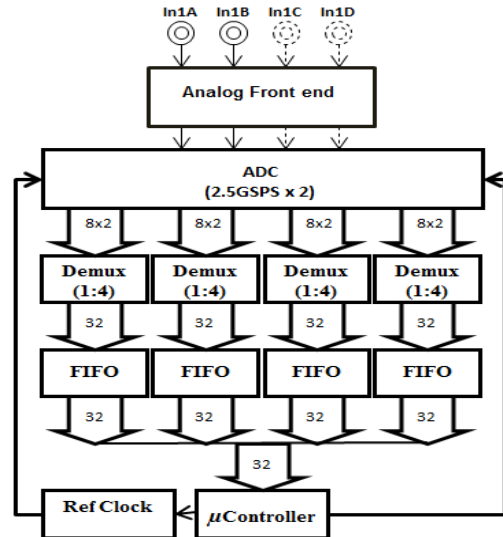 In1A In1B In1C In1D
Analog Front end
ADC
(2.5GSPS x 2)
8x2 8x2 8x2 8x2
Demux Demux Demux Demux
(1:4) (1:4) (1:4) (1:4)
32 32 32 32
FIFO FIFO FIFO FIFO
32 32 32 32
32
Ref Clock µController